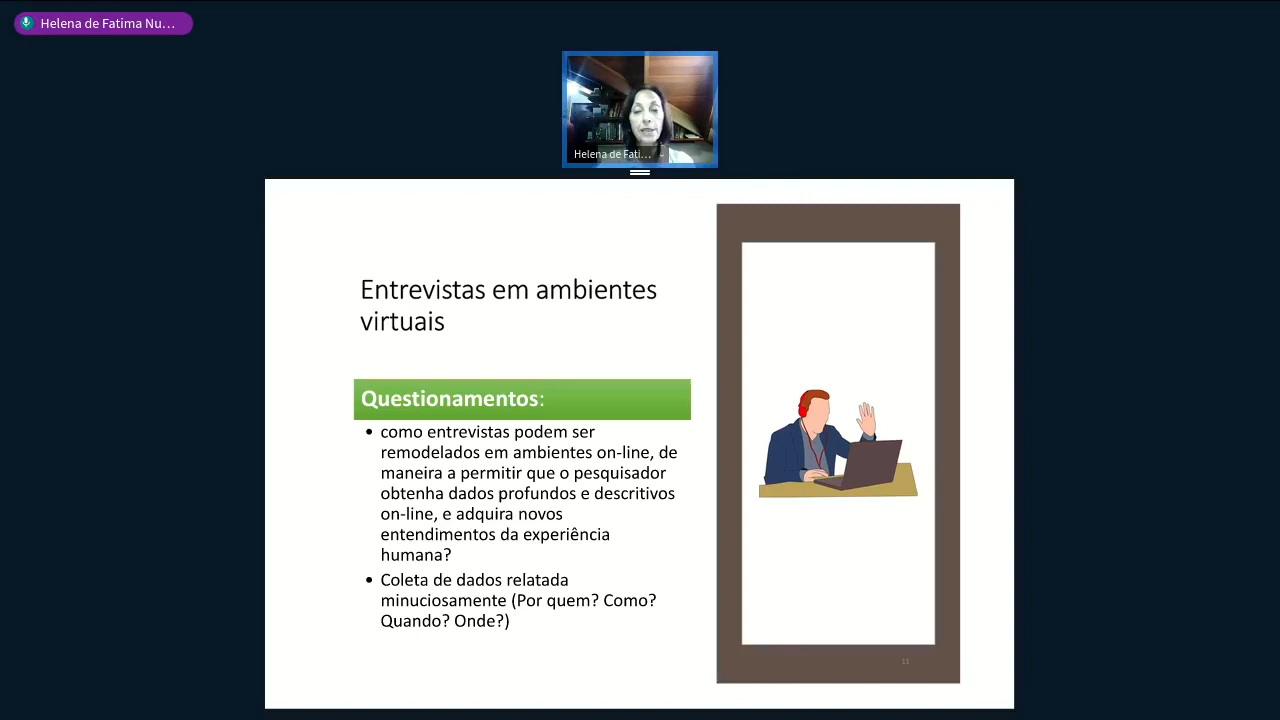 Helena de Fatima Nu...
Helena de Fati...
Entrevistas em ambientes
virtuais
Questionamentos:
• como entrevistas podem ser
remodelados em ambientes on-line, de
maneira a permitir que o pesquisador
obtenha dados profundos e descritivos
on-line, e adquira novos
entendimentos da experiência
humana?
• Coleta de dados relatada
minuciosamente (Por quem? Como?
Quando? Onde?)
11